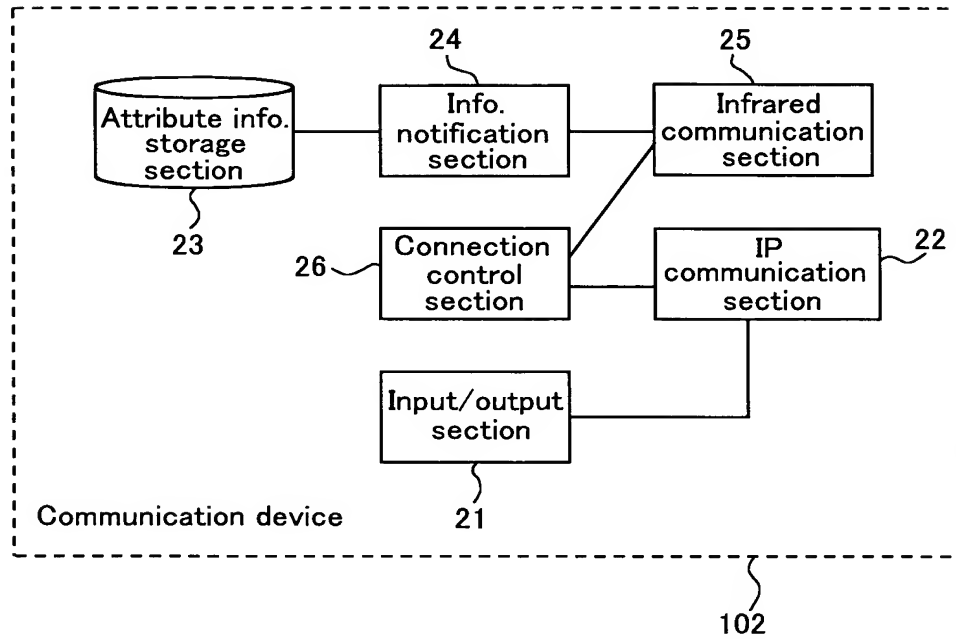 24
25
Attribute info.
storage
section
Info.
notification
section
Infrared
communication
section
23
26
Connection
control
section
IP
communication
section
22
Input/output
section
21
Communication device
102